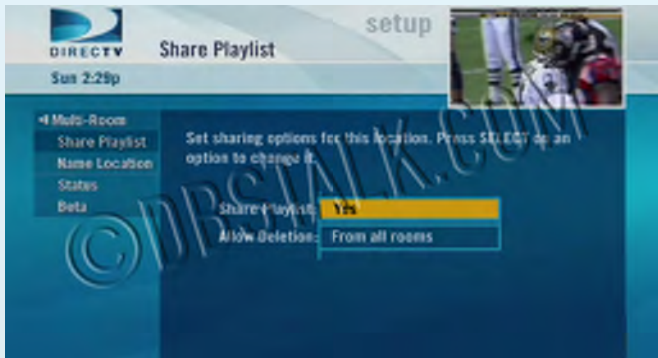 setup
DIRECTV
Share Playlist
Sun 2:29p
Multi-Room
Share Playlist
Name Location
Status
Beta
Set sharing options for this location. Press SELECT on an
option to change it.
Share Playlist: Yes
Allow Deletion: From all rooms
©DBSTALK.COM